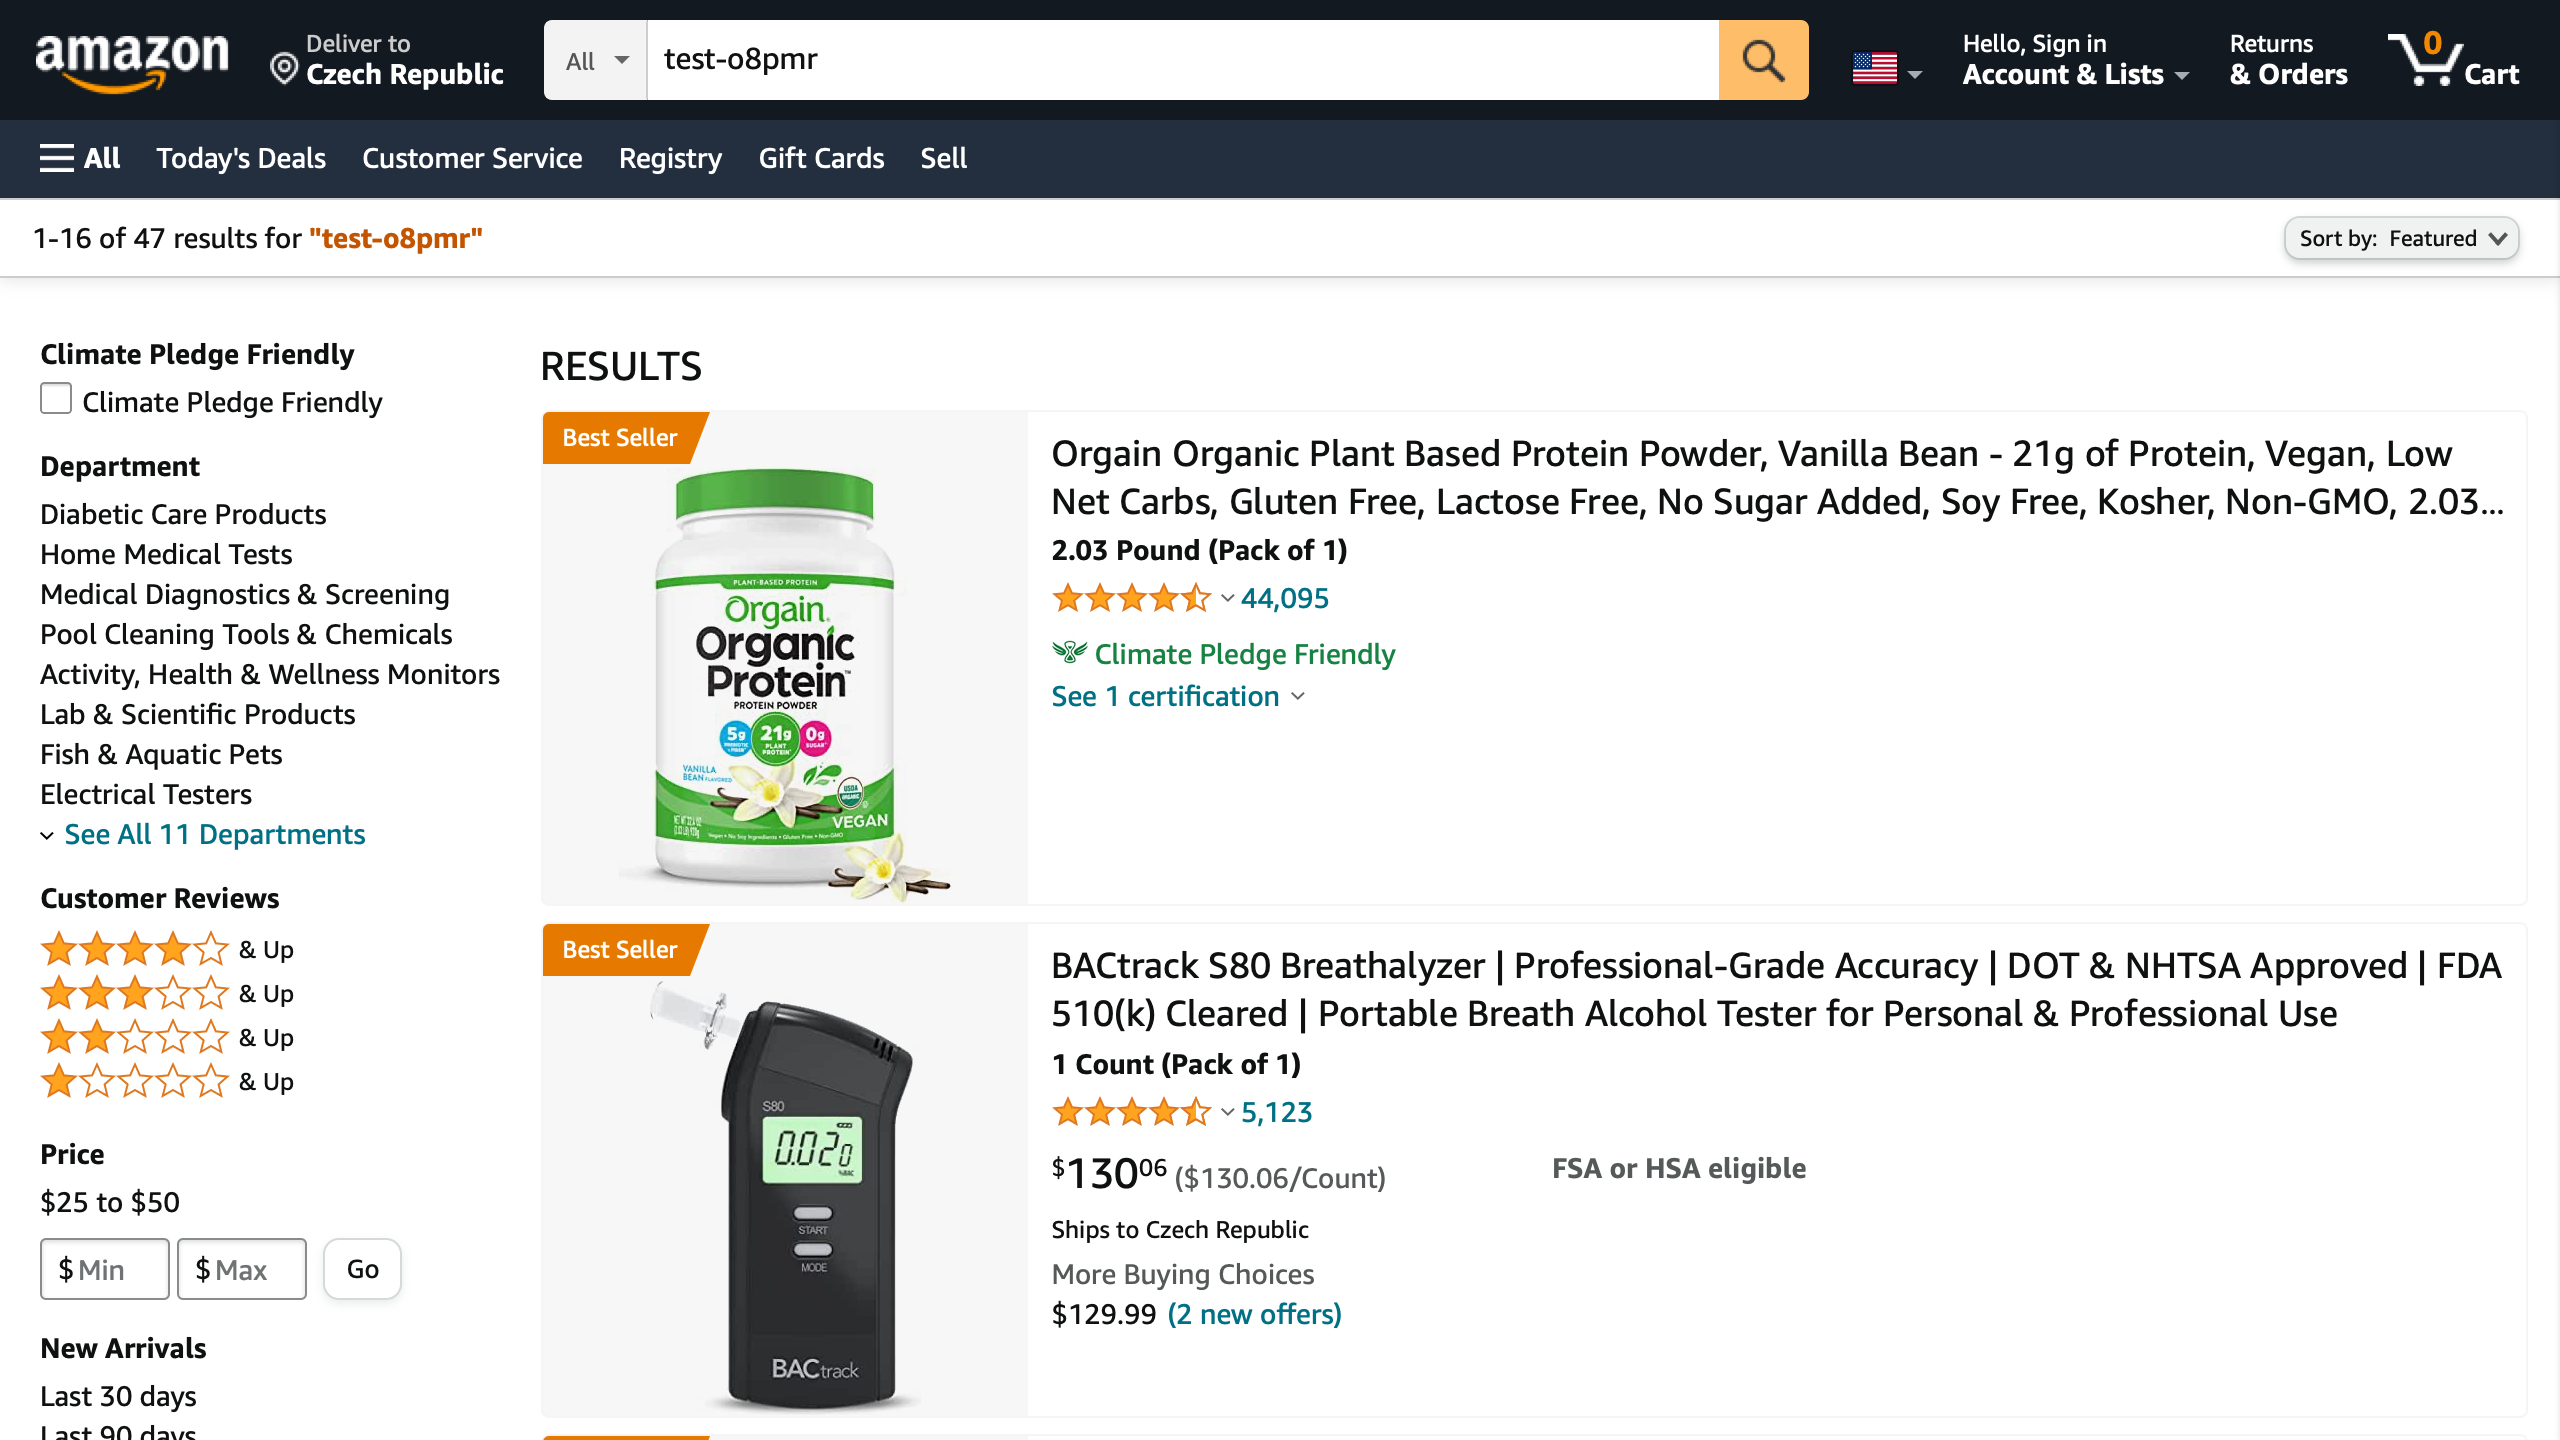 amazon
Deliver to
Czech Republic
All
test-o8pmr
Hello, Sign in
Account & Lists
Returns
& Orders
0
Cart
All
Today's Deals
Customer Service
Registry
Gift Cards
Sell
1-16 of 47 results for "test-o8pmr"
Sort by: Featured
Climate Pledge Friendly
Climate Pledge Friendly
Department
Diabetic Care Products
Home Medical Tests
Medical Diagnostics & Screening
Pool Cleaning Tools & Chemicals
Activity, Health & Wellness Monitors
Lab & Scientific Products
Fish & Aquatic Pets
Electrical Testers
See All 11 Departments
Customer Reviews
& Up
& Up
& Up
& Up
Price
$25 to $50
$ Min
$ Max
Go
New Arrivals
Last 30 days
Last 90 days
RESULTS
Best Seller
PLANT-BASED PROTEIN
Orgain
Organic
Protein™
PROTEIN POWDER
5g
21g
PLANT
PROTEIN
0g
SUGAR
VANILLA
BEAN FLAVORED
USDA
ORGANIC
VEGAN
Orgain Organic Plant Based Protein Powder, Vanilla Bean - 21g of Protein, Vegan, Low
Net Carbs, Gluten Free, Lactose Free, No Sugar Added, Soy Free, Kosher, Non-GMO, 2.03...
2.03 Pound (Pack of 1)
44,095
Climate Pledge Friendly
See 1 certification
Best Seller
S80
0.020
%BAC
START
MODE
BACtrack
BACtrack S80 Breathalyzer | Professional-Grade Accuracy | DOT & NHTSA Approved | FDA
510(k) Cleared | Portable Breath Alcohol Tester for Personal & Professional Use
1 Count (Pack of 1)
5,123
$130 06 ($130.06/Count)
FSA or HSA eligible
Ships to Czech Republic
More Buying Choices
$129.99 (2 new offers)